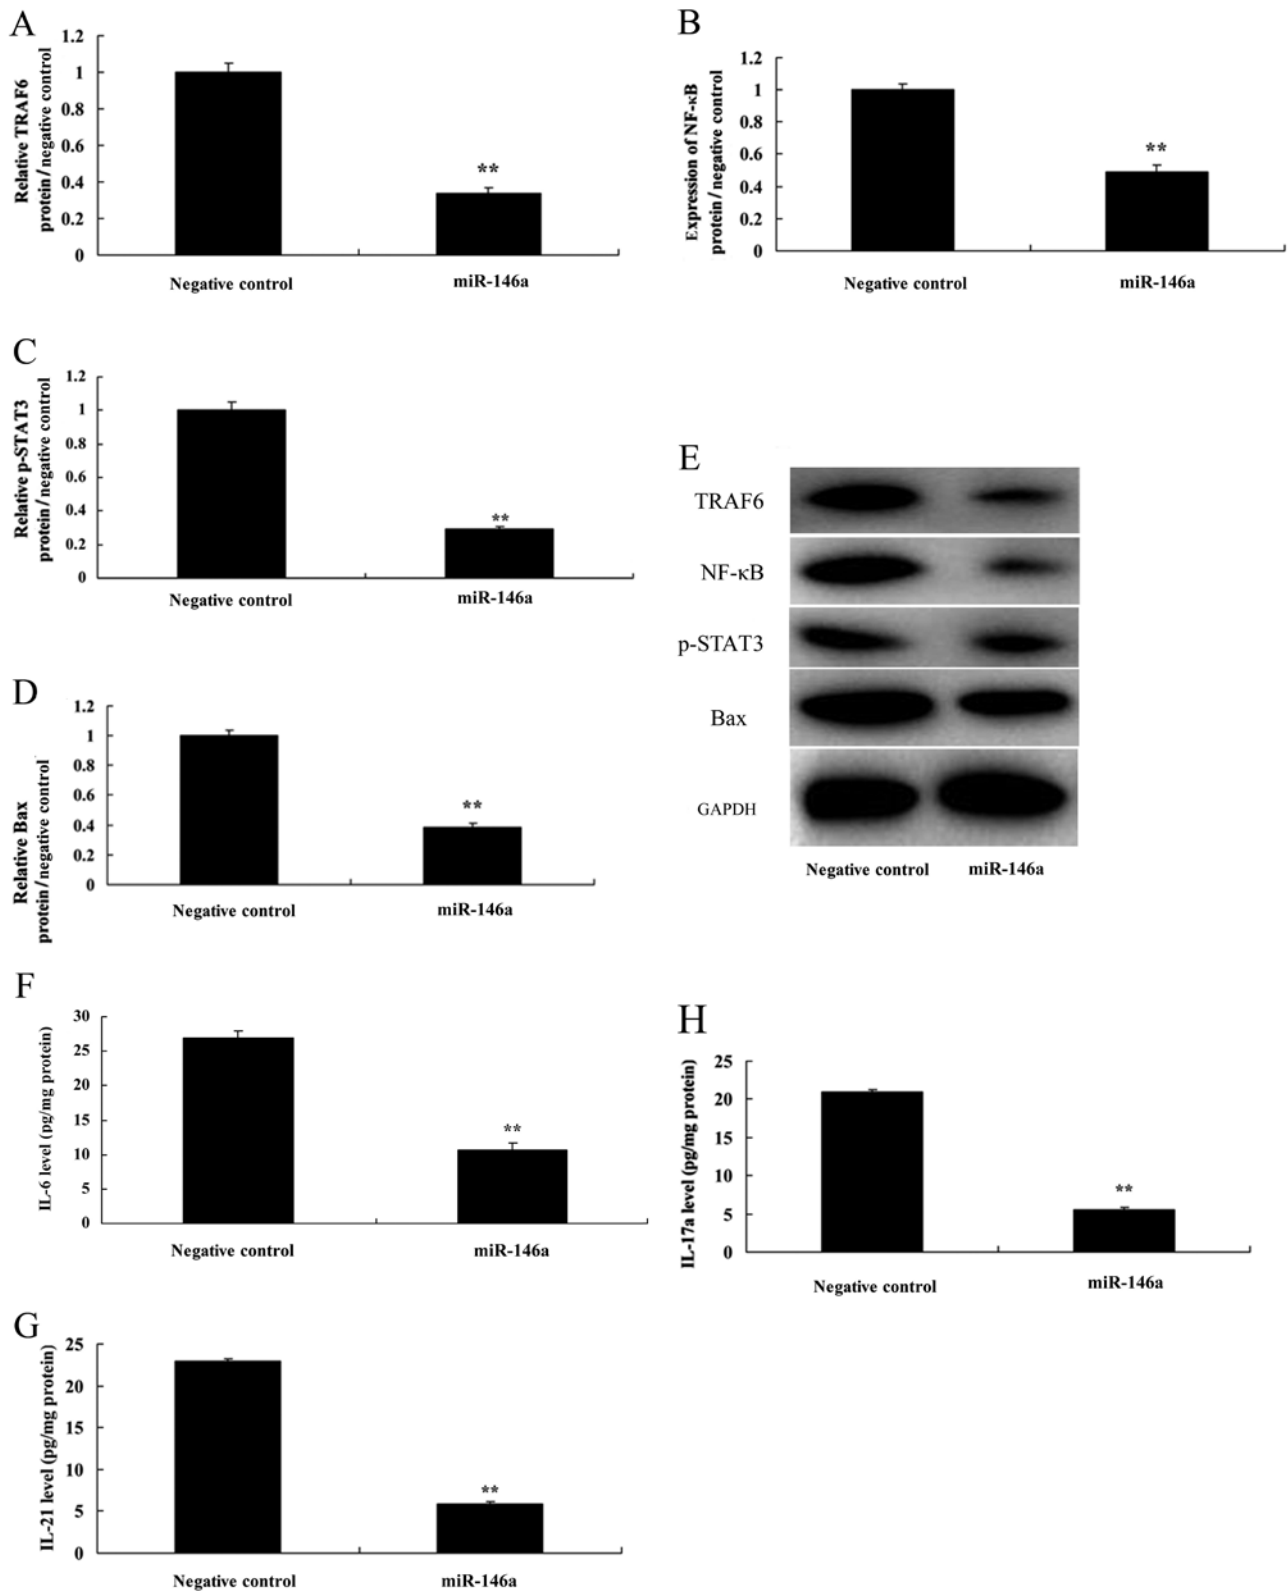 A
Relative TRAF6
protein / negative control
1.2
1
0.8
0.6
0.4
0.2
0
**
Negative control
miR-146a
B
Expression of NF-κB
protein / negative control
1.2
1
0.8
0.6
0.4
0.2
0
**
Negative control
miR-146a
C
Relative p-STAT3
protein / negative control
1.2
1
0.8
0.6
0.4
0.2
0
**
Negative control
miR-146a
D
Relative Bax
protein / negative control
1.2
1
0.8
0.6
0.4
0.2
0
**
Negative control
miR-146a
E
TRAF6
NF-κB
p-STAT3
Bax
GAPDH
Negative control
miR-146a
F
IL-6 level (pg/mg protein)
30
25
20
15
10
5
0
**
Negative control
miR-146a
H
IL-17a level (pg/mg protein)
25
20
15
10
5
0
**
Negative control
miR-146a
G
IL-21 level (pg/mg protein)
25
20
15
10
5
0
**
Negative control
miR-146a